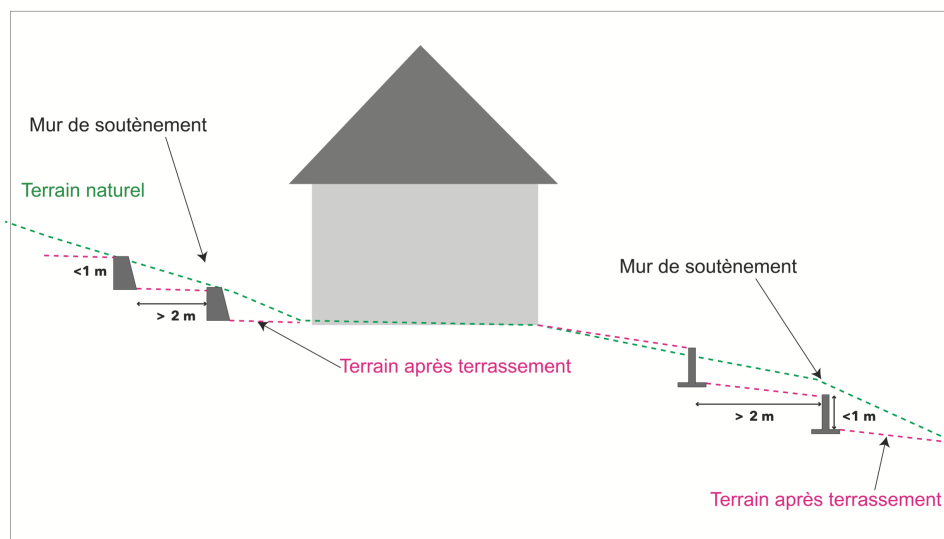 Mur de soutènement
Terrain naturel
<1 m
> 2 m
Terrain après terrassement
Mur de soutènement
> 2 m
<1 m
Terrain après terrassement